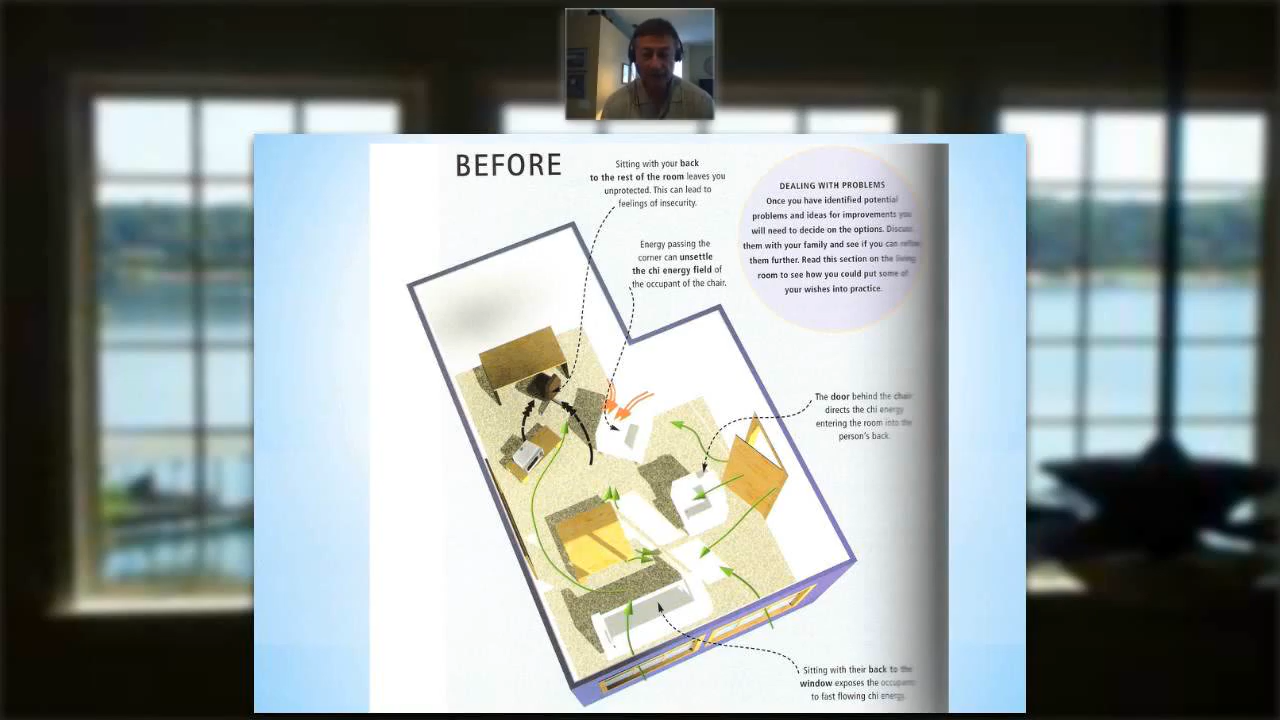 BEFORE
Sitting with your back
to the rest of the room leaves you
unprotected. This can lead to
feelings of insecurity.
Energy passing the
corner can unsettle
the chi energy field of
the occupant of the chair.
DEALING WITH PROBLEMS
Once you have identified potential
problems and ideas for improvements you
will need to decide on the options. Discuss
them with your family and see if you can refine
them further. Read this section on the living
room to see how you could put some of
your wishes into practice.
The door behind the chair
directs the chi energy
entering the room into the
person's back.
Sitting with their back to the
window exposes the occupants
to fast flowing chi energy.